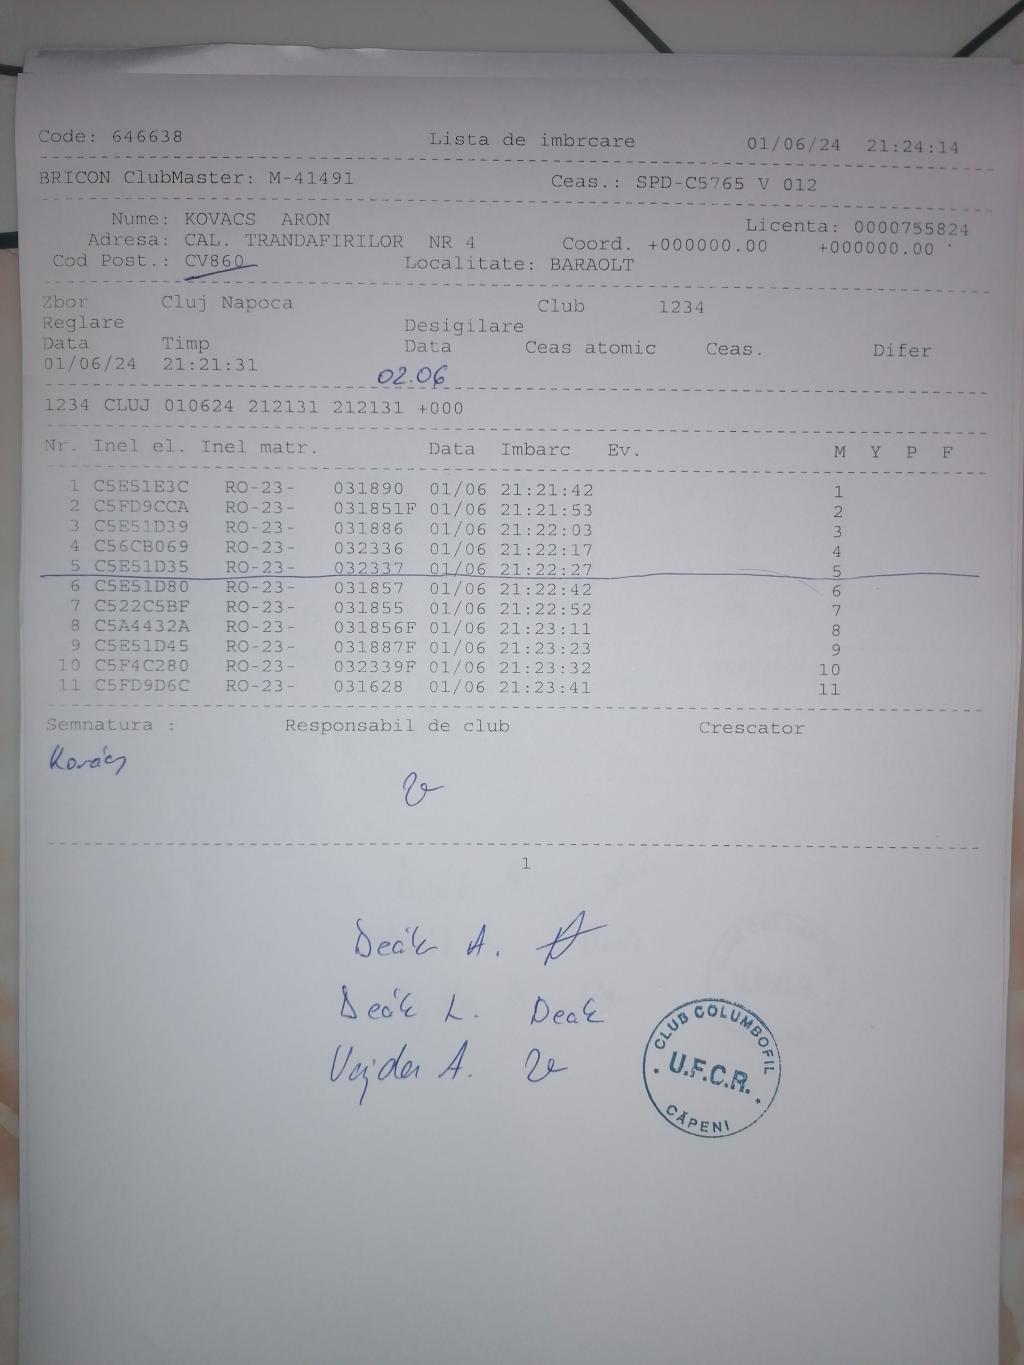 Code: 646638 Lista de imbrcare 01/06/24 21:24:14
BRICON ClubMaster: M-41491 Ceas.: SPD-C5765 V 012
Nume: KOVACS ARON Licenta: 0000755824
Adresa: CAL. TRANDAFIRILOR NR 4 Coord. +000000.00 +000000.00
Cod Post.: CV860 Localitate: BARAOLT
Zbor Cluj Napoca Club 1234
Reglare Desigilare
Data Timp Data Ceas atomic Ceas. Difer
01/06/24 21:21:31 02.06
1234 CLUJ 010624 212131 212131 +000
Nr. Inel el. Inel matr. Data Imbarc Ev. M Y P F
1 C5E51E3C RO-23- 031890 01/06 21:21:42 1
2 C5FD9CCA RO-23- 031851F 01/06 21:21:53 2
3 C5E51D39 RO-23- 031886 01/06 21:22:03 3
4 C56CB069 RO-23- 032336 01/06 21:22:17 4
5 C5E51D35 RO-23- 032337 01/06 21:22:27 5
6 C5E51D80 RO-23- 031857 01/06 21:22:42 6
7 C522C5BF RO-23- 031855 01/06 21:22:52 7
8 C5A4432A RO-23- 031856F 01/06 21:23:11 8
9 C5E51D45 RO-23- 031887F 01/06 21:23:23 9
10 C5F4C280 RO-23- 032339F 01/06 21:23:32 10
11 C5FD9D6C RO-23- 031628 01/06 21:23:41 11
Semnatura : Responsabil de club Crescator
Kovács
1
Deák A.
Deák L. Deak
Vajda A.
CLUB COLUMBOFIL
U.F.C.R.
CĂPENI